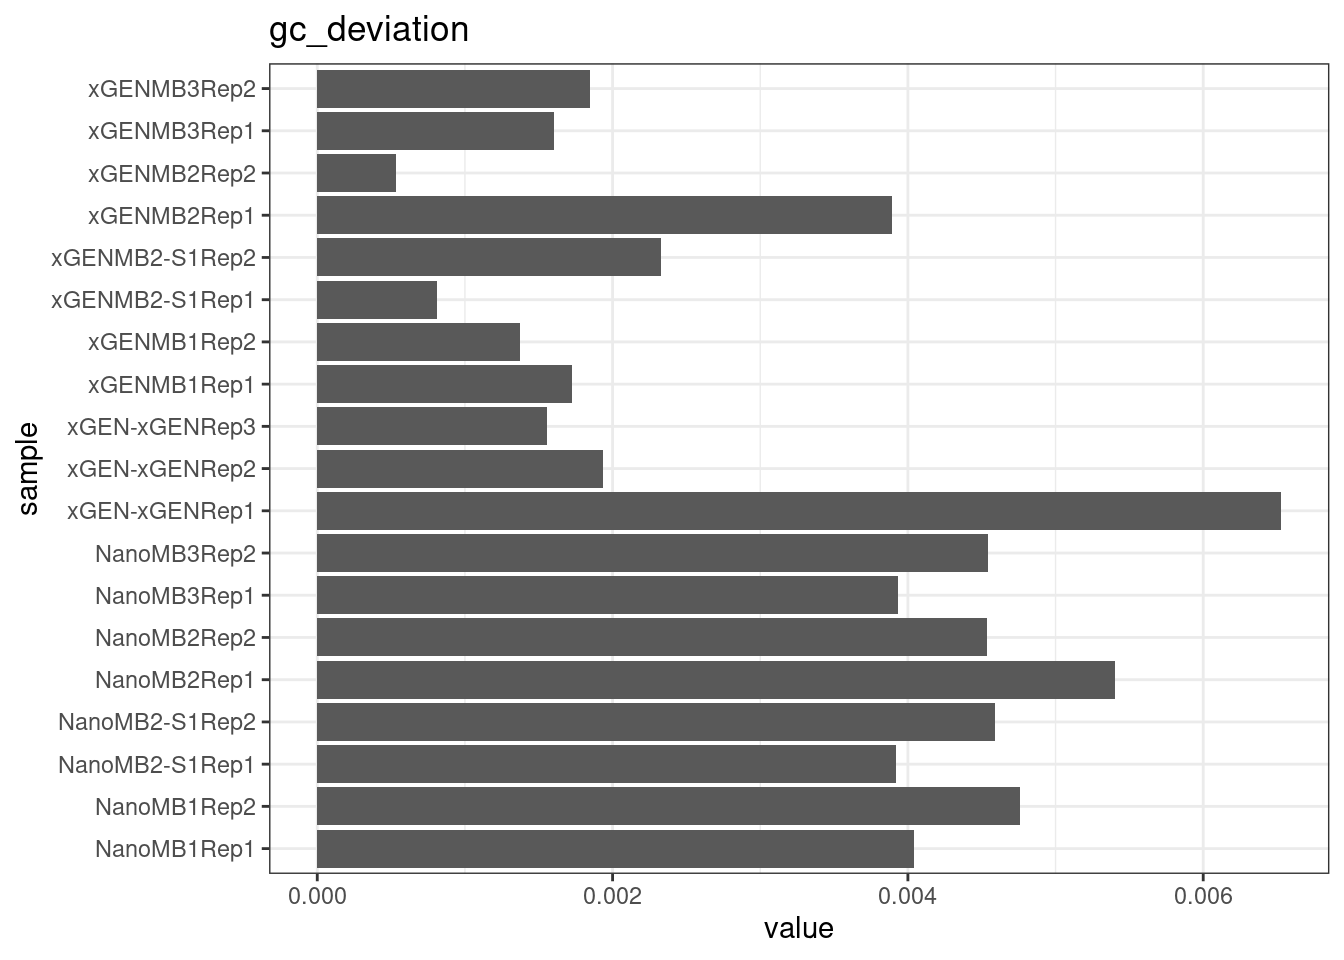 gc_deviation
xGENMB3Rep2
xGENMB3Rep1
xGENMB2Rep2
xGENMB2Rep1
xGENMB2-S1Rep2
xGENMB2-S1Rep1
xGENMB1Rep2
xGENMB1Rep1
xGEN-xGENRep3
xGEN-xGENRep2
xGEN-xGENRep1
NanoMB3Rep2
NanoMB3Rep1
NanoMB2Rep2
NanoMB2Rep1
NanoMB2-S1Rep2
NanoMB2-S1Rep1
NanoMB1Rep2
NanoMB1Rep1
sample
0.000 0.002 0.004 0.006
value